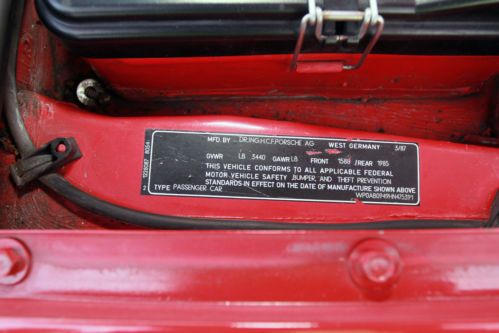 MFD. BY DR.ING.H.C.F.PORSCHE AG WEST GERMANY 3/87
GVWR LB 3440 GAWR LB FRONT 1588 /REAR 1985
THIS VEHICLE CONFORMS TO ALL APPLICABLE FEDERAL
MOTOR VEHICLE SAFETY ,BUMPER, AND THEFT PREVENTION
STANDARDS IN EFFECT ON THE DATE OF MANUFACTURE SHOWN ABOVE
TYPE PASSENGER CAR WP0AB0949HN475391